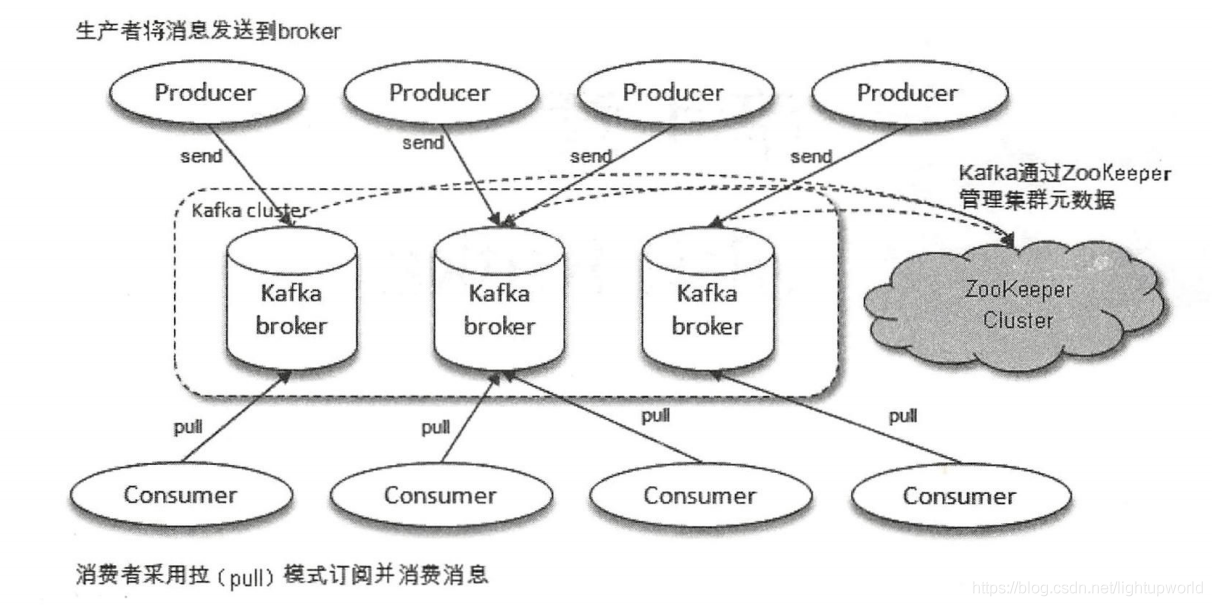 生产者将消息发送到broker
Producer
Producer
Producer
Producer
send
send
send
send
Kafka通过ZooKeeper
管理集群元数据
Kafka cluster
Kafka
broker
Kafka
broker
Kafka
broker
ZooKeeper
Cluster
pull
pull
pull
pull
Consumer
Consumer
Consumer
Consumer
消费者采用拉（pull）模式订阅并消费消息
https://blog.csdn.net/lightupworld